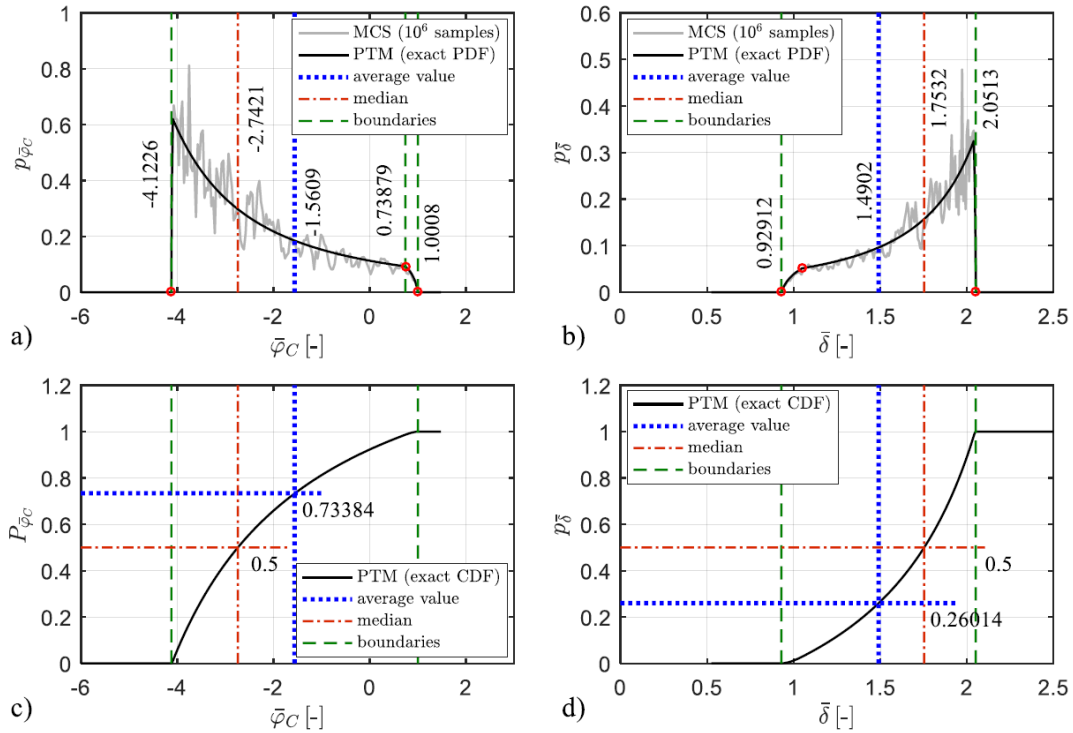 1
0.8
0.6
0.4
0.2
0
p_φ̄_C
-6
-4
-2
0
2
φ̄_C [-]
a)
MCS (10^6 samples)
PTM (exact PDF)
average value
median
boundaries
-4.1226
-2.7421
-1.5609
0.73879
1.0008
0.6
0.5
0.4
0.3
0.2
0.1
0
p_δ̄
0
0.5
1
1.5
2
2.5
δ̄ [-]
b)
MCS (10^6 samples)
PTM (exact PDF)
average value
median
boundaries
0.92912
1.4902
1.7532
2.0513
1.2
1
0.8
0.6
0.4
0.2
0
P_φ̄_C
-6
-4
-2
0
2
φ̄_C [-]
c)
0.73384
0.5
PTM (exact CDF)
average value
median
boundaries
1.2
1
0.8
0.6
0.4
0.2
0
p_δ̄
0
0.5
1
1.5
2
2.5
δ̄ [-]
d)
PTM (exact CDF)
average value
median
boundaries
0.5
0.26014